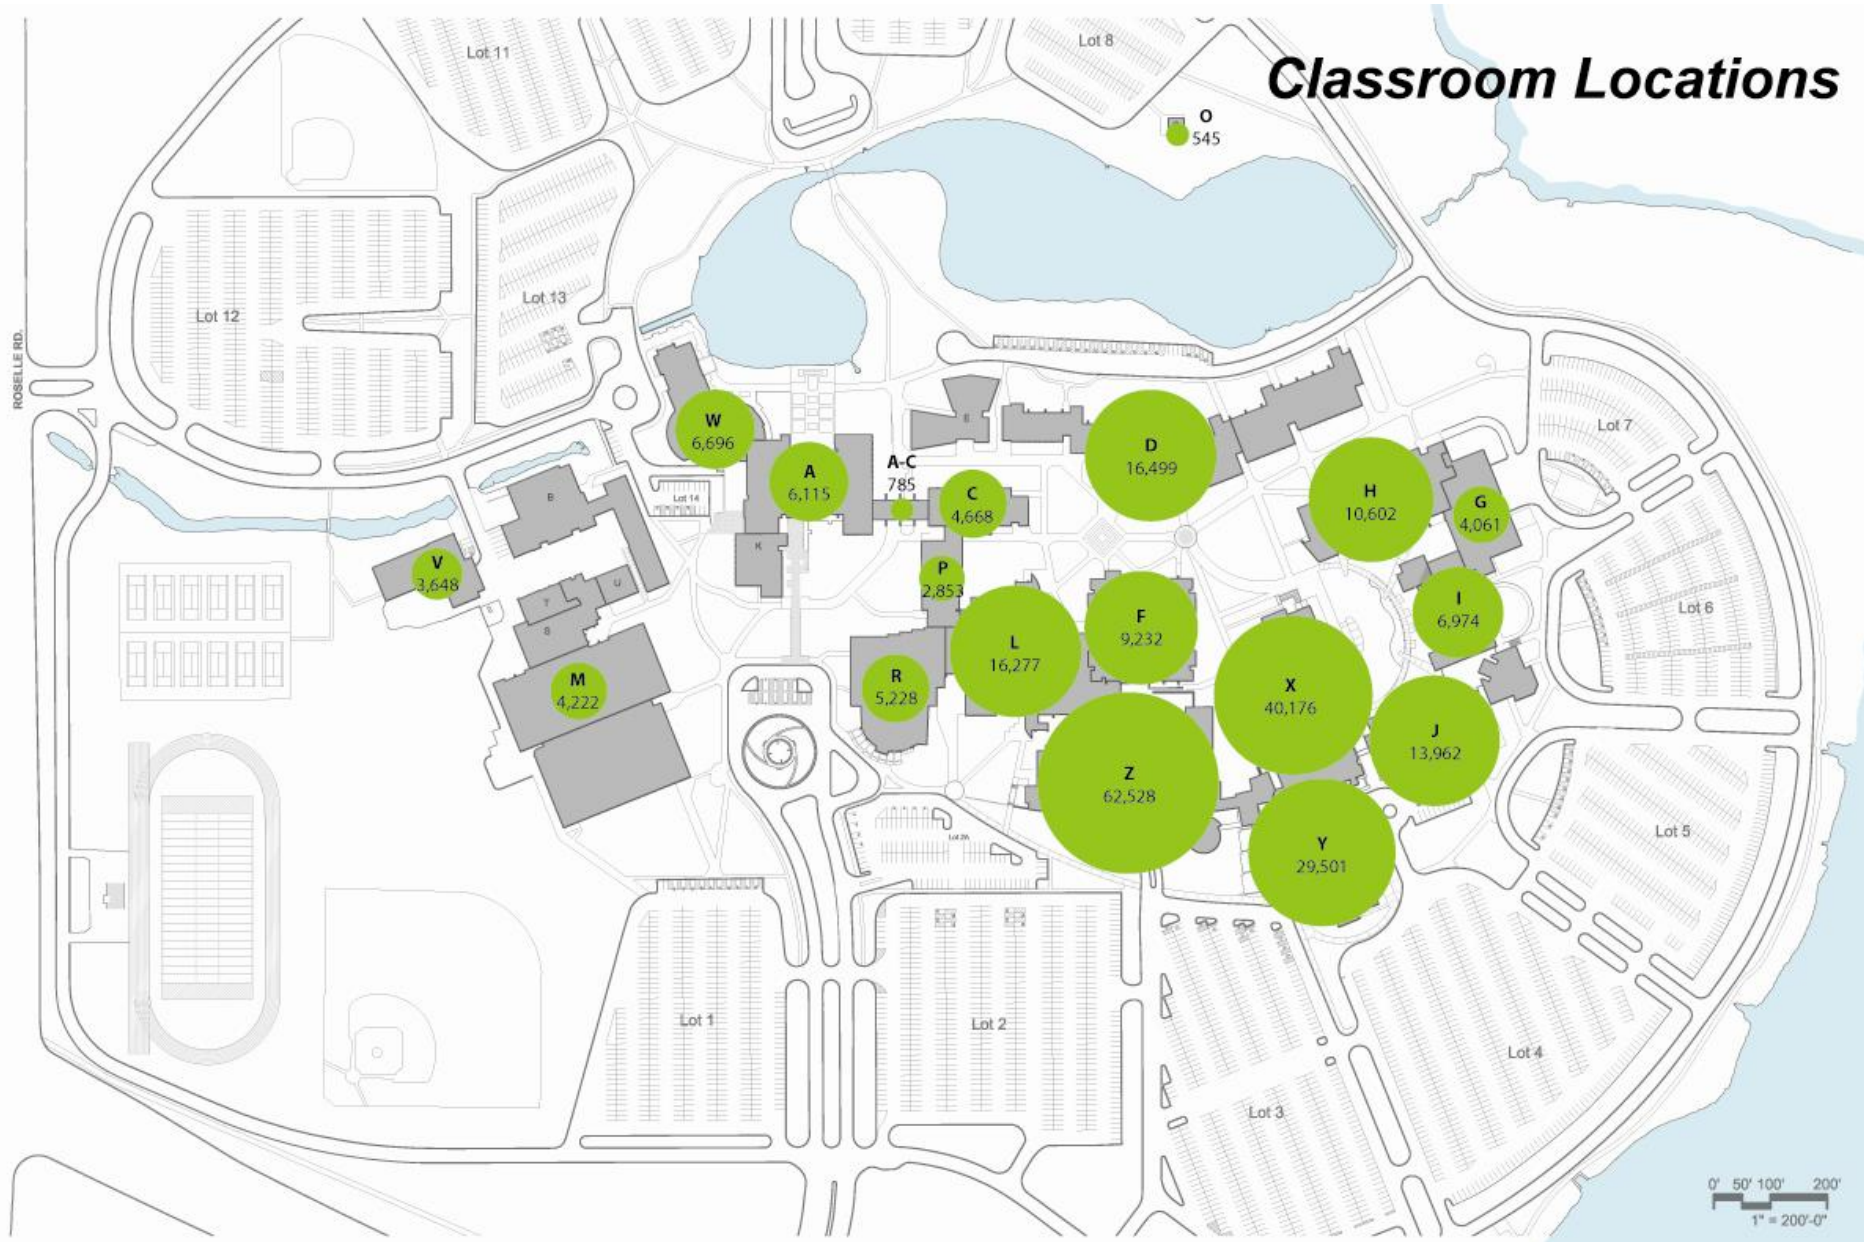 Classroom Locations
Lot 11
Lot 8
O
545
Lot 12
Lot 13
ROSELLE RD.
Lot 7
W
6,696
A
6,115
A-C
785
C
4,668
D
16,499
H
10,602
G
4,061
Lot 14
B
K
V
3,648
P
2,853
U
I
6,974
Lot 6
7
8
F
9,232
L
16,277
M
4,222
R
5,228
X
40,176
J
13,962
Z
62,528
Lot 5
Y
29,501
Lot 1
Lot 2
Lot 4
Lot 3
0' 50' 100' 200'
1" = 200'-0"